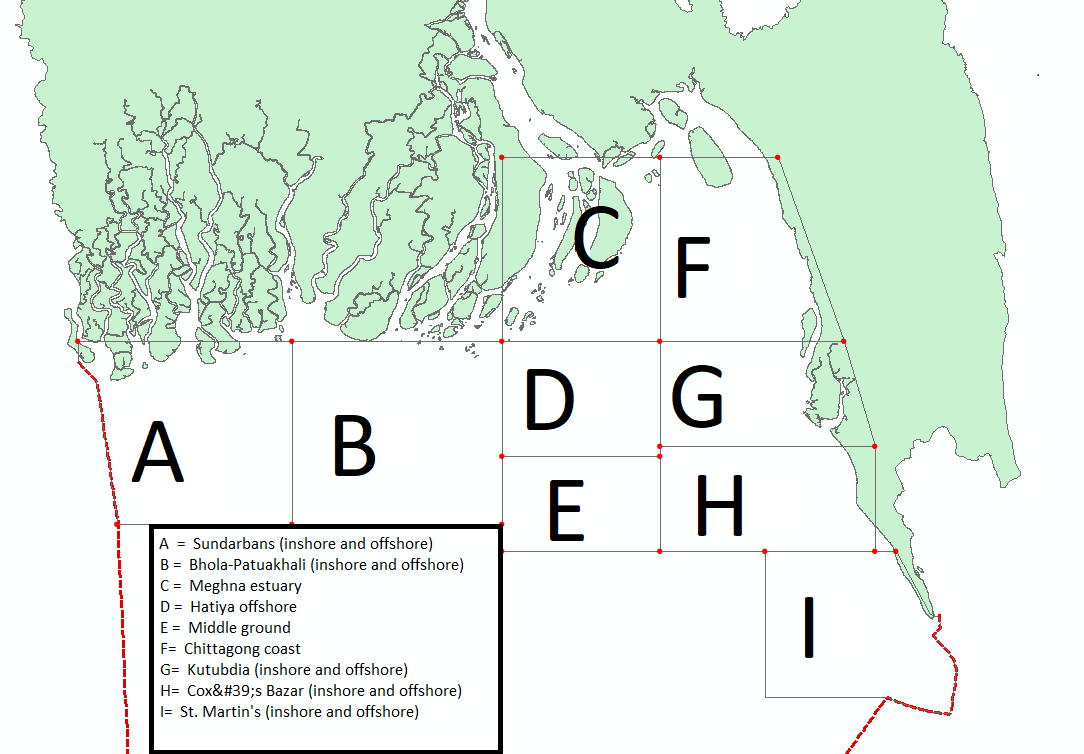 C
F
D
G
A
B
E
H
I
A = Sundarbans (inshore and offshore)
B = Bhola-Patuakhali (inshore and offshore)
C = Meghna estuary
D = Hatiya offshore
E = Middle ground
F= Chittagong coast
G= Kutubdia (inshore and offshore)
H= Cox&#39;s Bazar (inshore and offshore)
I= St. Martin's (inshore and offshore)